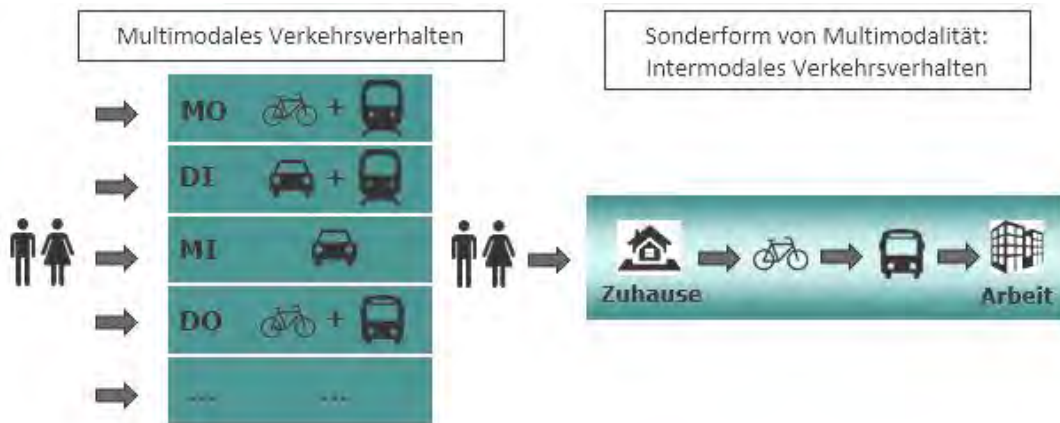 Multimodales Verkehrsverhalten
Sonderform von Multimodalität:
Intermodales Verkehrsverhalten
MO +
DI +
MI
DO +
... ...
Zuhause
Arbeit